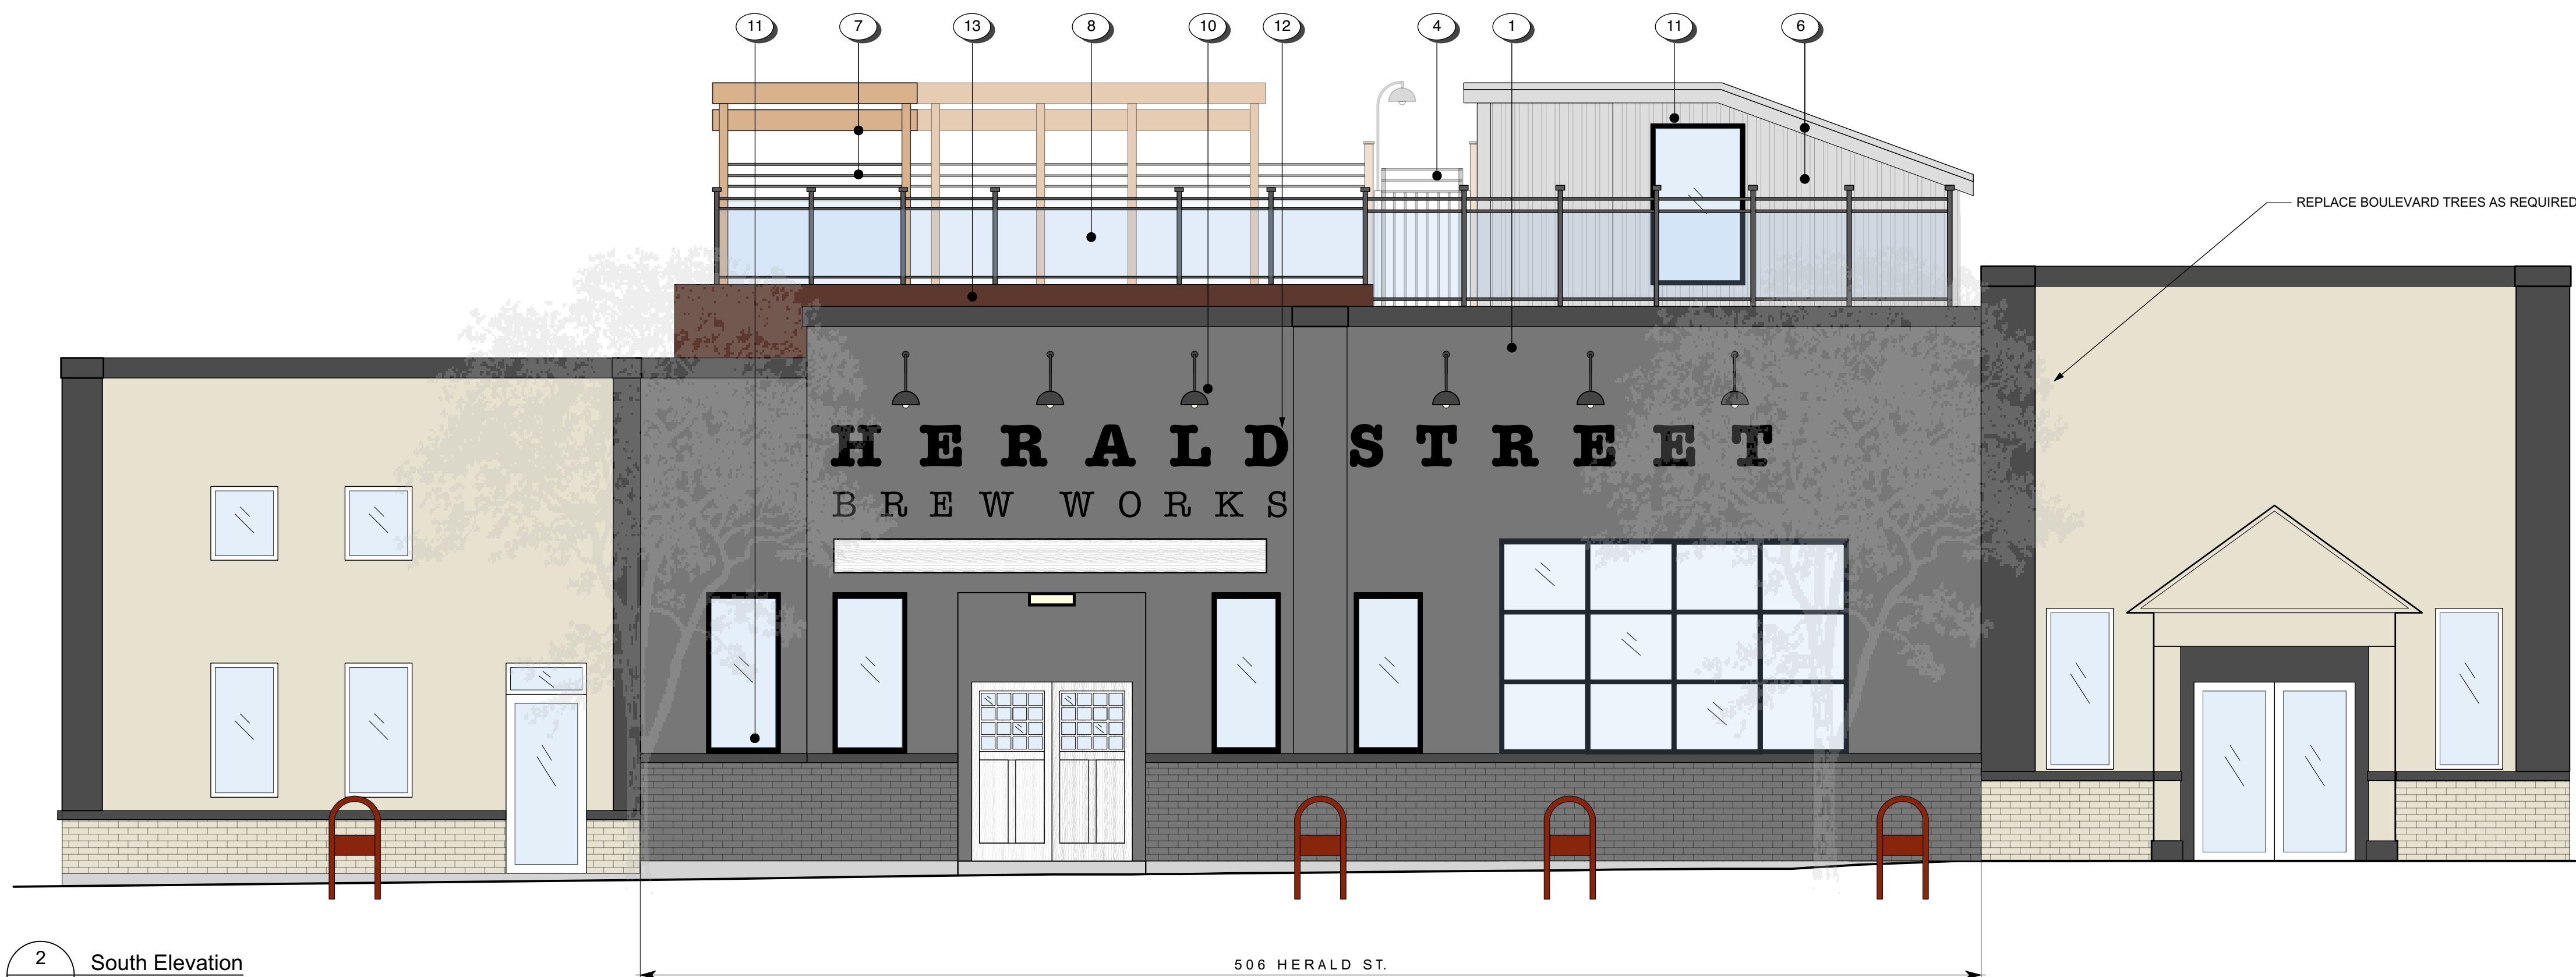 11 7 13 8 10 12 4 1 11 6
REPLACE BOULEVARD TREES AS REQUIRED
HERALD STREET
BREW WORKS
2 South Elevation
506 HERALD ST.